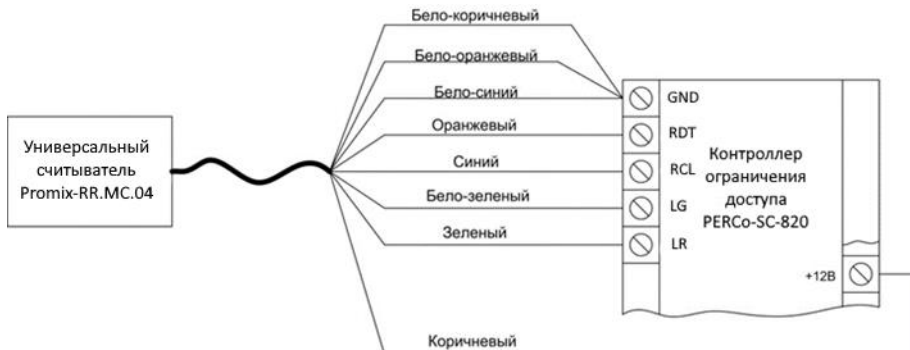 Бело-коричневый
Бело-оранжевый
Бело-синий
GND
Оранжевый
RDT
Универсальный
считыватель
Promix-RR.MC.04
Синий
RCL
Контроллер
ограничения
доступа
PERCo-SC-820
Бело-зеленый
LG
Зеленый
LR
+12В
Коричневый